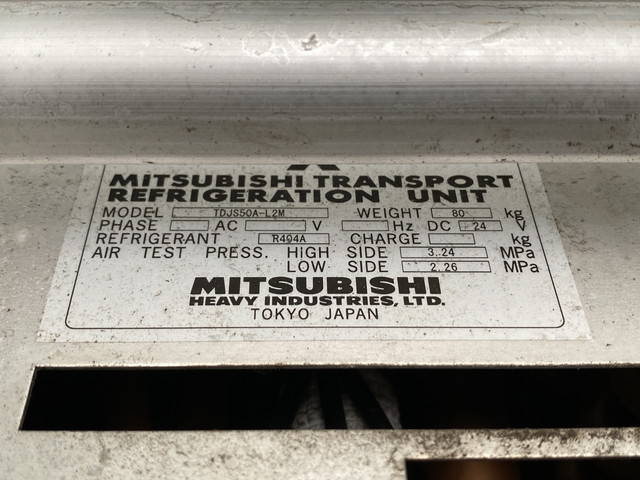 MITSUBISHI TRANSPORT
REFRIGERATION UNIT
MODEL TDJS50A-L2M WEIGHT 80 kg
PHASE AC V Hz DC 24 V
REFRIGERANT R404A CHARGE kg
AIR TEST PRESS. HIGH SIDE 3.24 MPa
LOW SIDE 2.26 MPa
MITSUBISHI
HEAVY INDUSTRIES, LTD.
TOKYO JAPAN